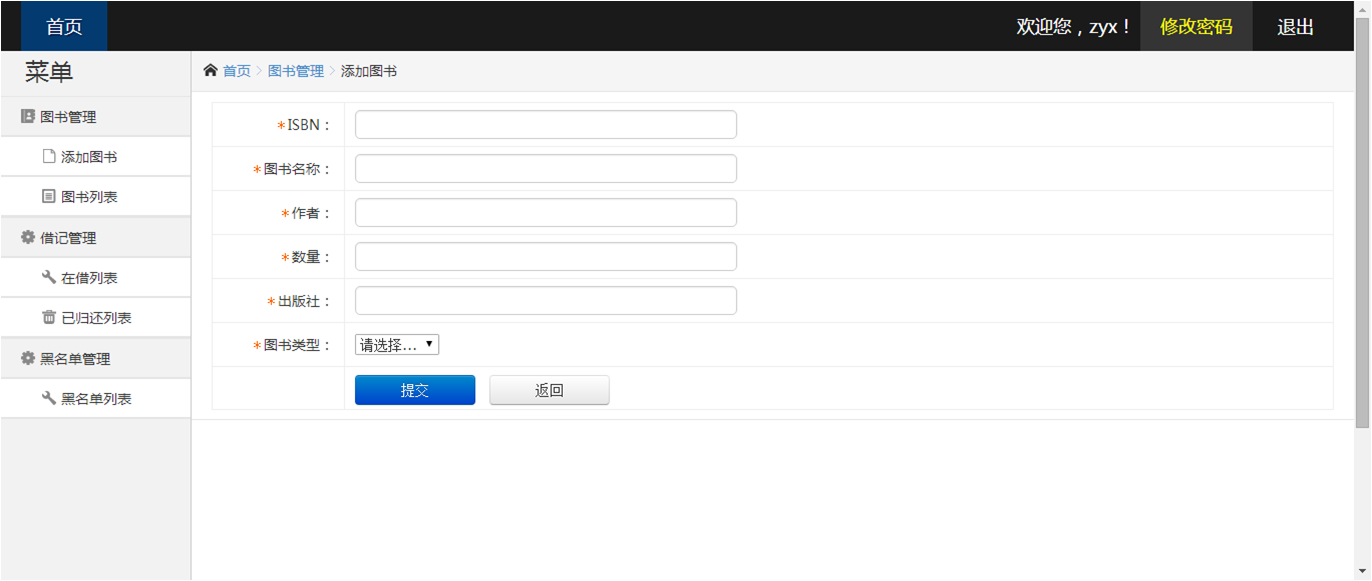 首页
欢迎您，zyx！ 修改密码 退出
菜单
首页 > 图书管理 > 添加图书
图书管理
添加图书
图书列表
借记管理
在借列表
已归还列表
黑名单管理
黑名单列表
*ISBN：
*图书名称：
*作者：
*数量：
*出版社：
*图书类型： 请选择...
提交 返回